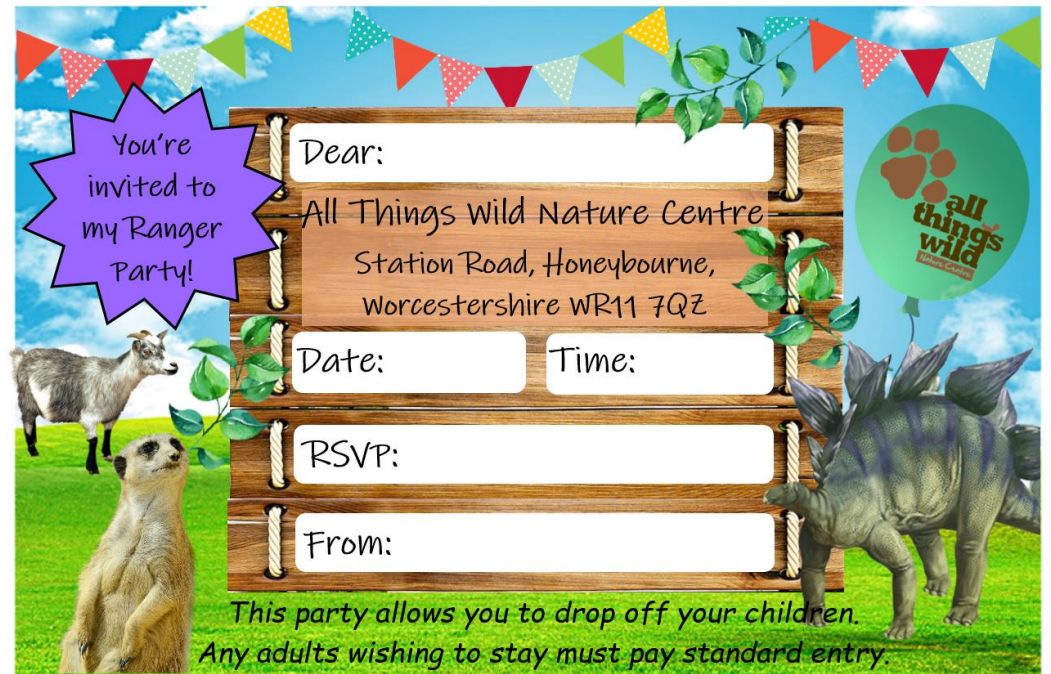 You're
invited to
my Ranger
Party!
Dear:
All Things Wild Nature Centre
Station Road, Honeybourne,
Worcestershire WR11 7QZ
Date:
Time:
RSVP:
From:
all
things
wild
Nature Centre
This party allows you to drop off your children.
Any adults wishing to stay must pay standard entry.